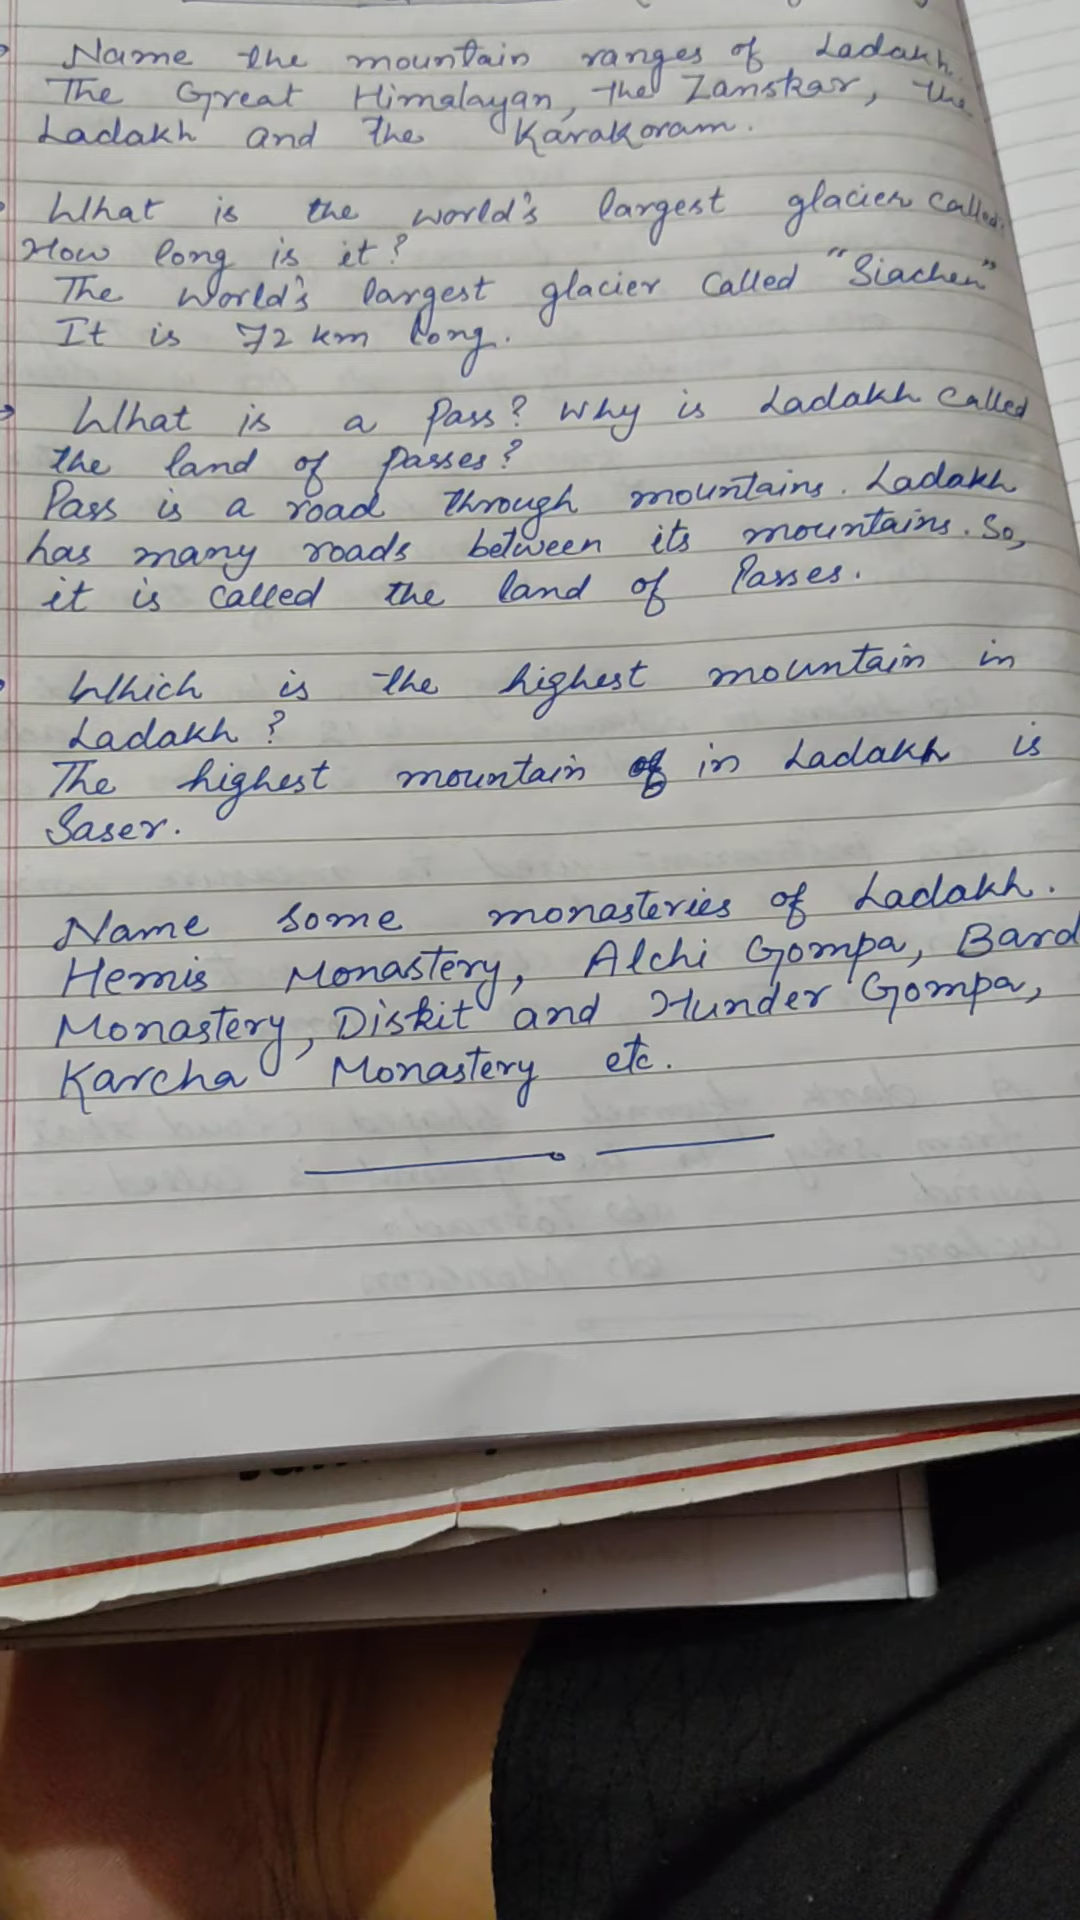 Name the mountain ranges of Ladakh.
The Great Himalayan, the Zanskar, the
Ladakh and the Karakoram.
What is the world's largest glacier called.
How long is it?
The world's largest glacier called "Siachen"
It is 72 km long.
What is a pass? Why is Ladakh called
the land of passes?
Pass is a road through mountains. Ladakh
has many roads between its mountains. So,
it is called the land of Passes.
Which is the highest mountain in
Ladakh?
The highest mountain in Ladakh is
Saser.
Name some monasteries of Ladakh.
Hemis Monastery, Alchi Gompa, Bard
Monastery, Diskit and Hunder Gompa,
Karcha Monastery etc.